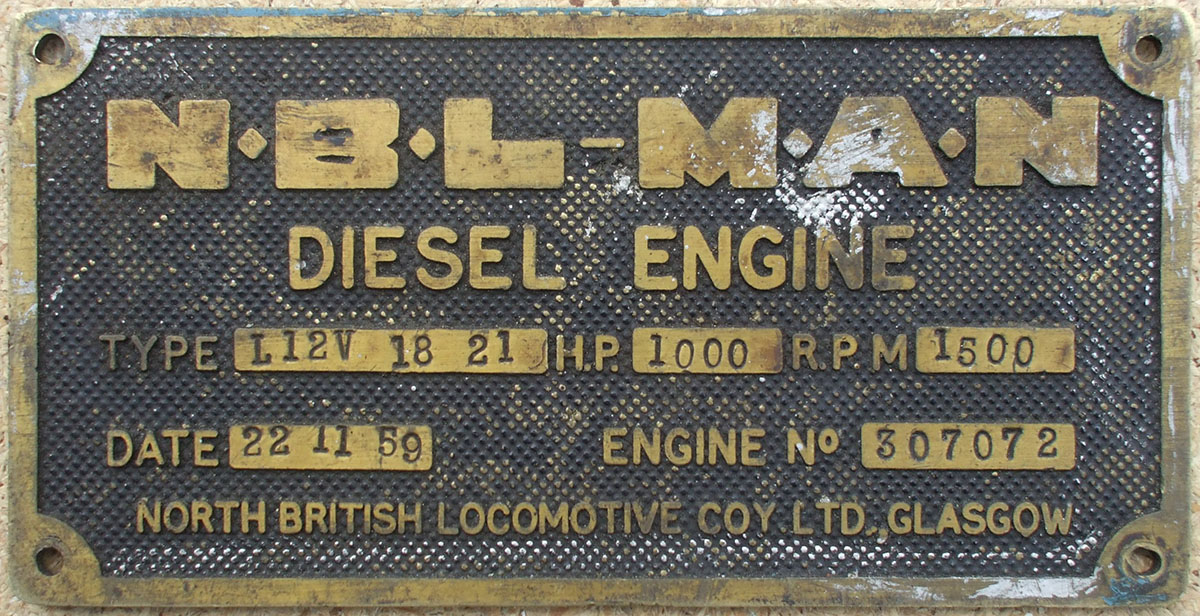 N·B·L-M·A·N
DIESEL ENGINE
TYPE L12V 18 21 H.P. 1000 R.P.M 1500
DATE 22 11 59 ENGINE Nº 307072
NORTH BRITISH LOCOMOTIVE COY. LTD., GLASGOW